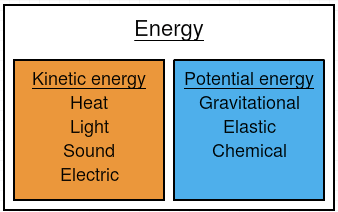 Energy
Kinetic energy
Heat
Light
Sound
Electric
Potential energy
Gravitational
Elastic
Chemical